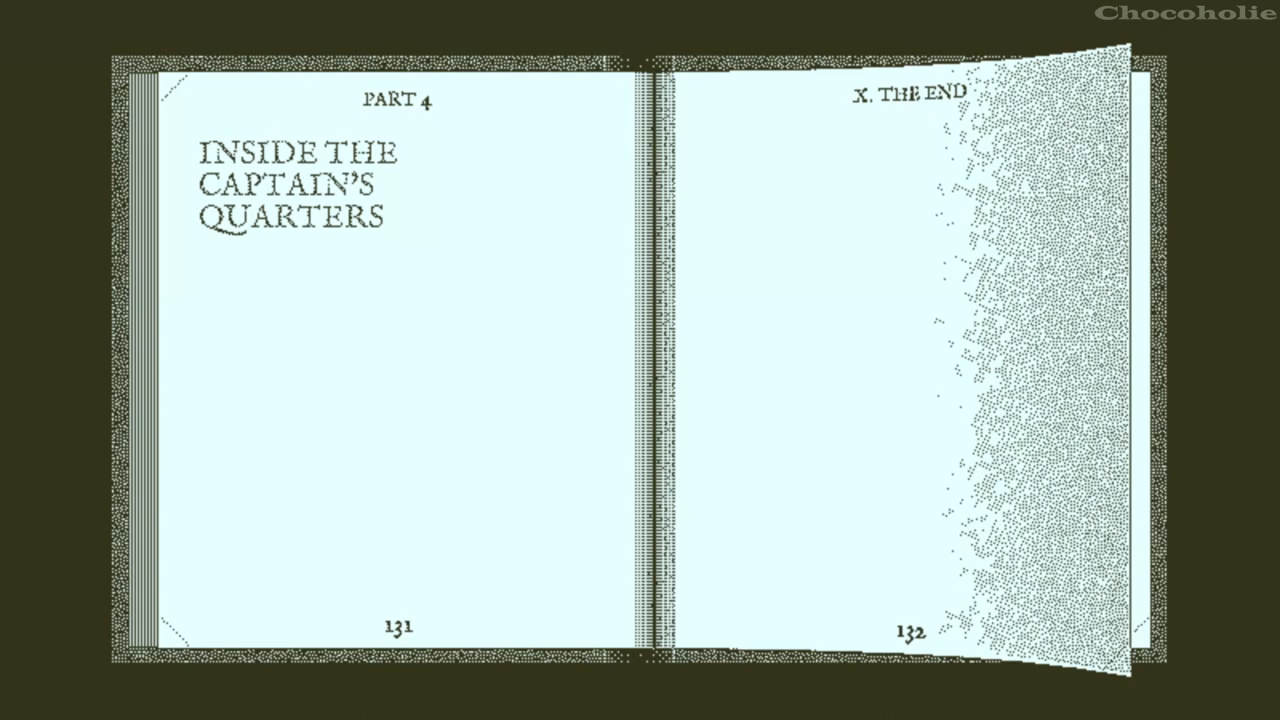 Chocoholie
PART 4
INSIDE THE
CAPTAIN'S
QUARTERS
131
X. THE END
132